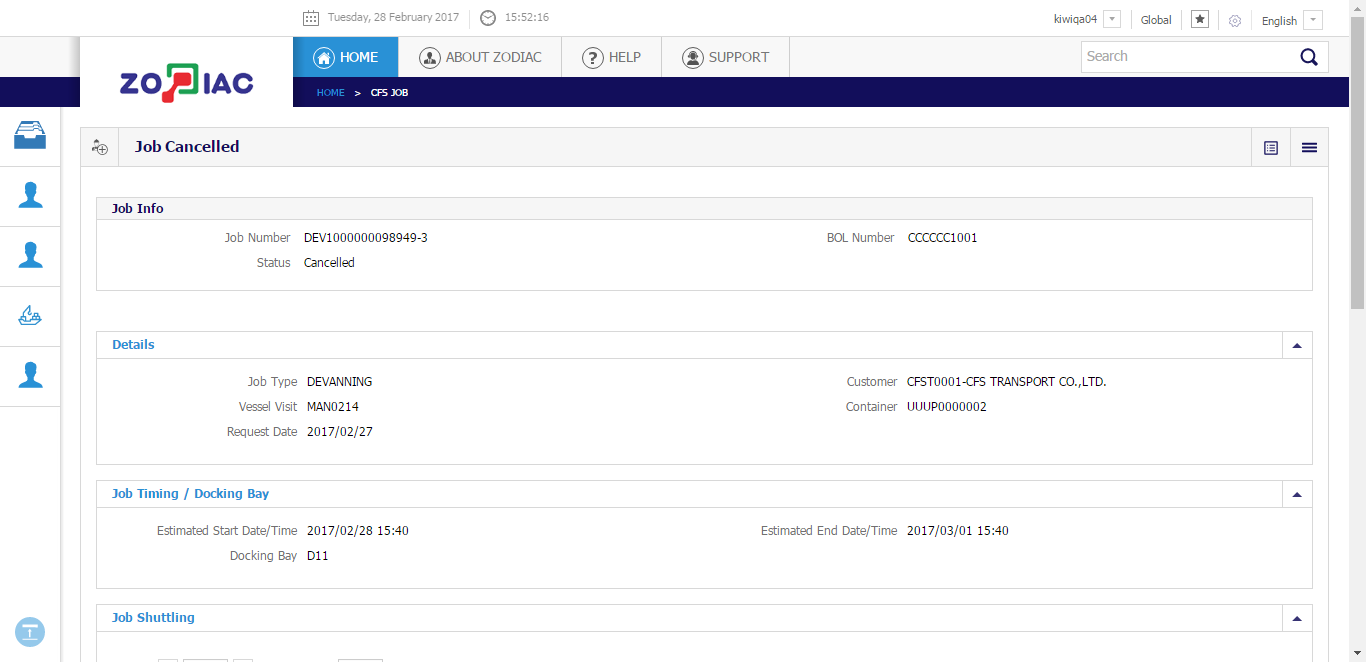 Tuesday, 28 February 2017 15:52:16 kiwiqa04 Global English
ZODIAC HOME ABOUT ZODIAC HELP SUPPORT Search
HOME > CFS JOB
Job Cancelled
Job Info
Job Number DEV1000000098949-3 BOL Number CCCCCC1001
Status Cancelled
Details
Job Type DEVANNING Customer CFST0001-CFS TRANSPORT CO.,LTD.
Vessel Visit MAN0214 Container UUUP0000002
Request Date 2017/02/27
Job Timing / Docking Bay
Estimated Start Date/Time 2017/02/28 15:40 Estimated End Date/Time 2017/03/01 15:40
Docking Bay D11
Job Shuttling